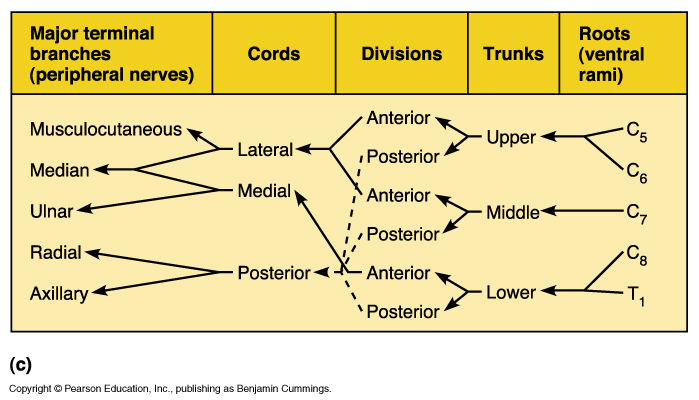 Major terminal
branches
(peripheral nerves)
Cords
Divisions
Trunks
Roots
(ventral
rami)
Musculocutaneous
Median
Ulnar
Radial
Axillary
Lateral
Medial
Posterior
Anterior
Posterior
Anterior
Posterior
Anterior
Posterior
Upper
Middle
Lower
C5
C6
C7
C8
T1
(c)
Copyright © Pearson Education, Inc., publishing as Benjamin Cummings.